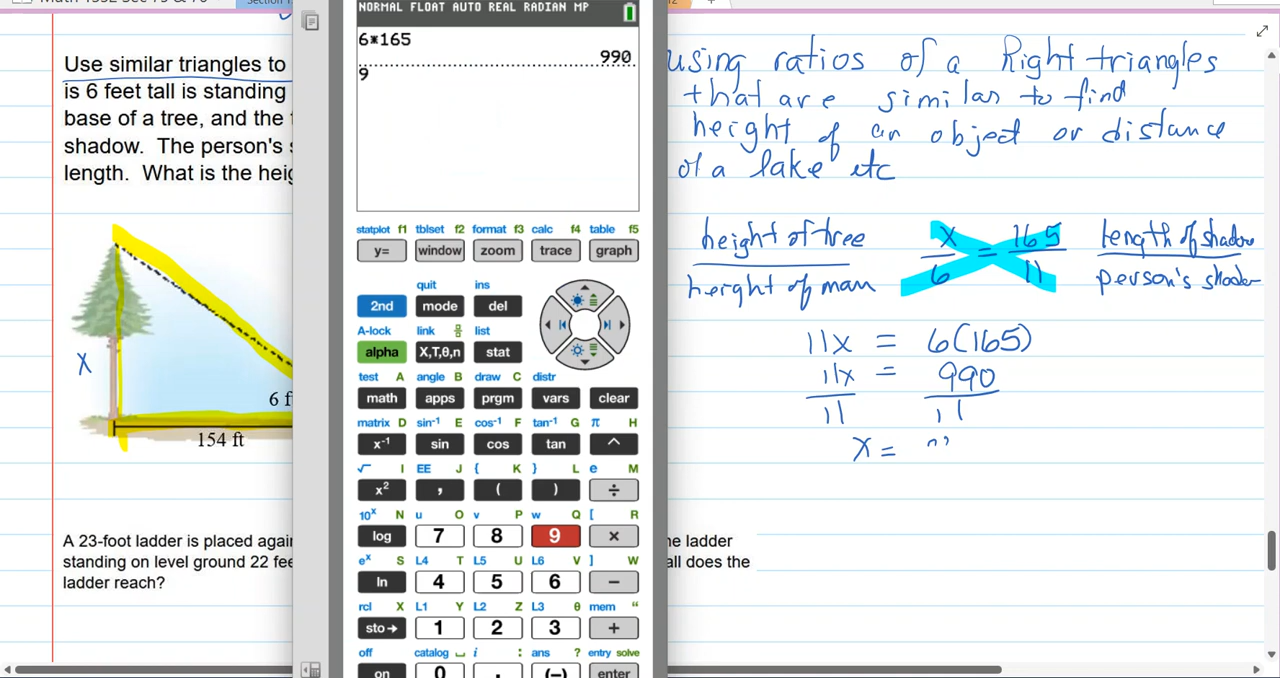 Use similar triangles to
is 6 feet tall is standing
base of a tree, and the
shadow. The person's
length. What is the
X
6 f
154 ft
A 23-foot ladder is placed
standing on level ground 22
ladder reach?
he ladder
all does the
NORMAL FLOAT AUTO REAL RADIAN MP
6*165
990
9
statplot f1 tblset f2 format f3 calc f4 table f5
y= window zoom trace graph
quit ins
2nd mode del
A-lock link
alpha X,T,θ,n stat
list
test A angle B draw C distr
math apps prgm vars clear
matrix D sin⁻¹ E cos⁻¹ F tan⁻¹ G π H
x⁻¹ sin cos tan ^
√ I EE J { K } L e M
x² , ( ) ÷
10ˣ N u O v P w Q [ R
log 7 8 9 ×
eˣ S L4 T L5 U L6 V ] W
ln 4 5 6 −
rcl X L1 Y L2 Z L3 θ mem "
sto→ 1 2 3 +
off catalog i : ans ? entry solve
on 0 . (−) enter
using ratios of a Right triangles
that are similar to find
height of an object or distance
of a lake etc
height of tree
height of man
x/6 = 165/11
length of shadow
person's shadow
11x = 6(165)
11x = 990
11 11
x =